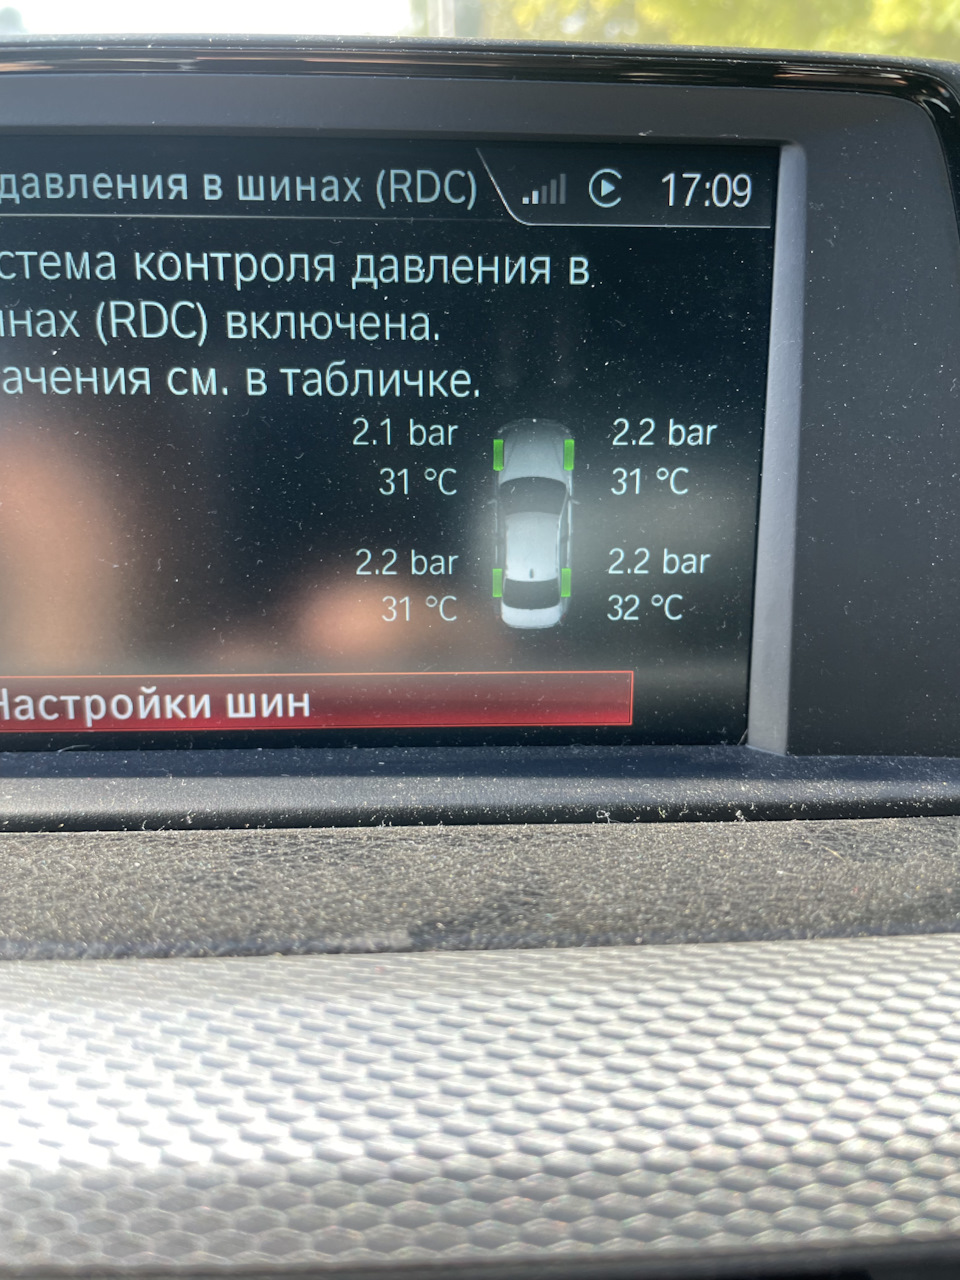 давления в шинах (RDC) 17:09
стема контроля давления в
инах (RDC) включена.
ачения см. в табличке.
2.1 bar 2.2 bar
31 °C 31 °C
2.2 bar 2.2 bar
31 °C 32 °C
Настройки шин